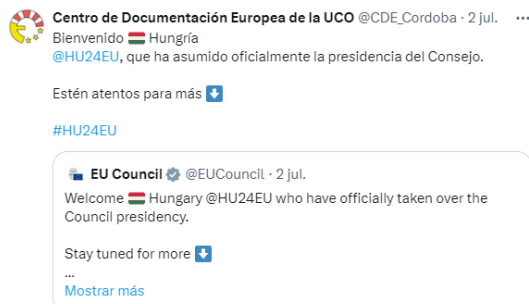 Centro de Documentación Europea de la UCO @CDE_Cordoba · 2 jul. ...
Bienvenido 🇭🇺 Hungría
@HU24EU, que ha asumido oficialmente la presidencia del Consejo.
Estén atentos para más ⬇️
#HU24EU
EU Council @EUCouncil · 2 jul.
Welcome 🇭🇺 Hungary @HU24EU who have officially taken over the
Council presidency.
Stay tuned for more ⬇️
...
Mostrar más